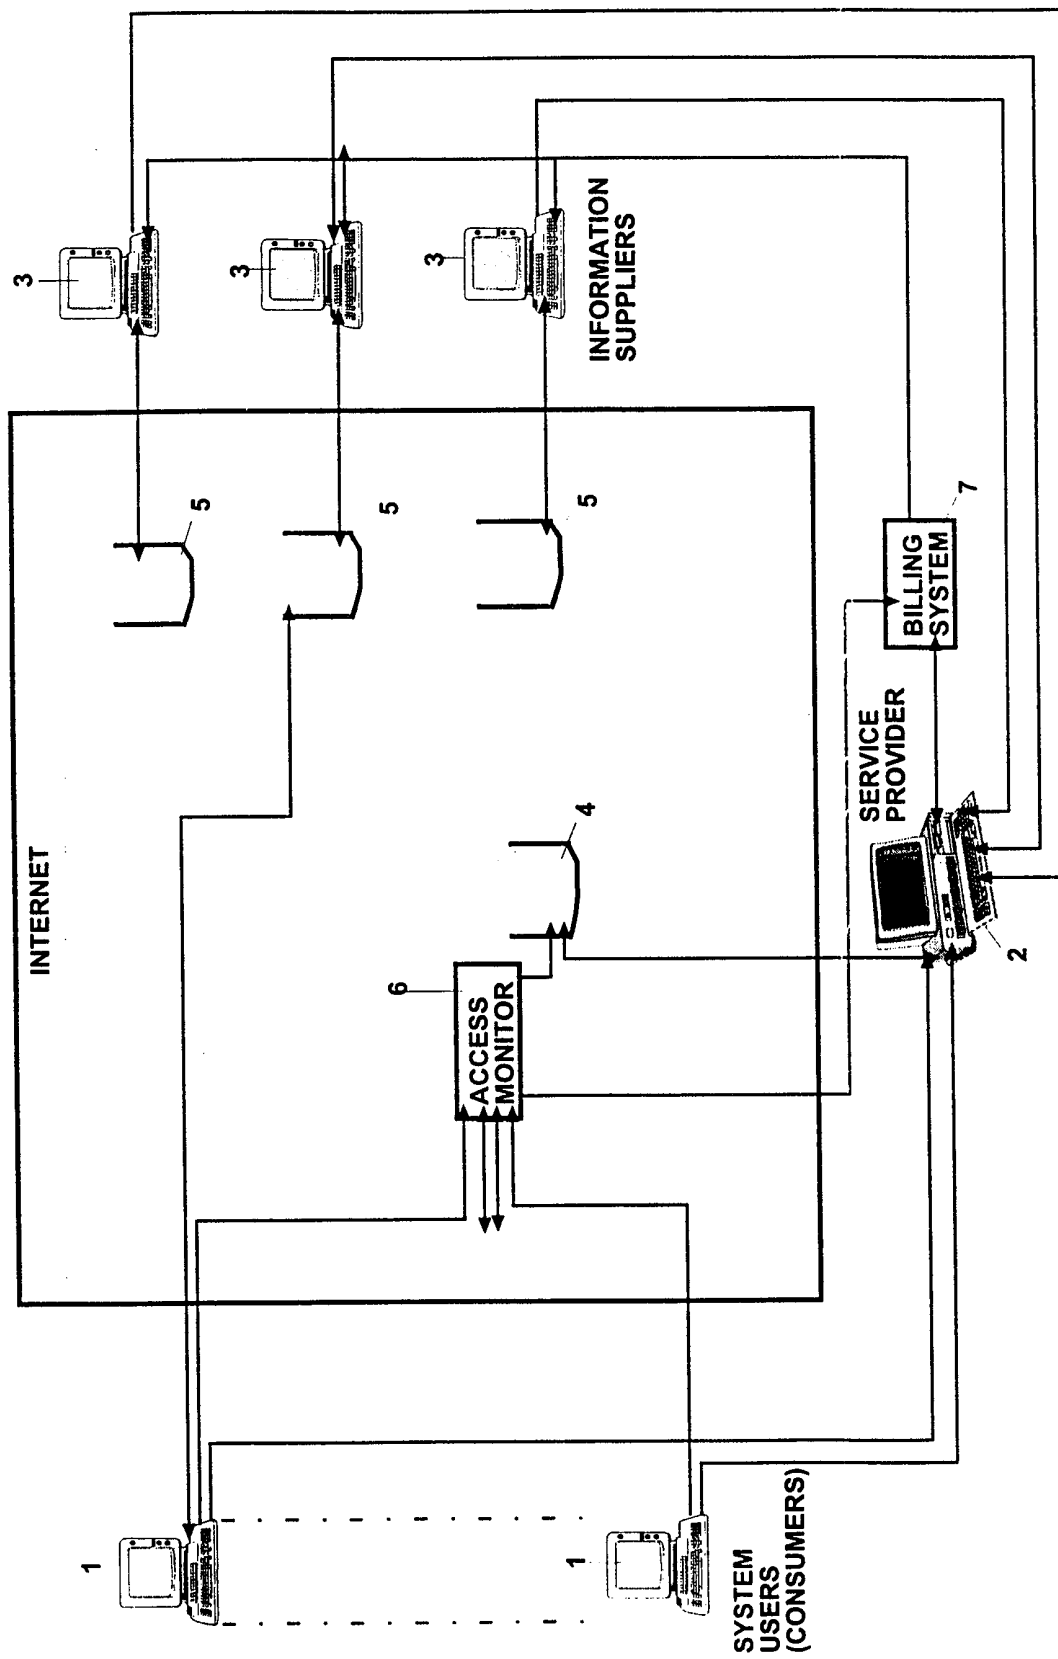 INTERNET
3
3
3
INFORMATION
SUPPLIERS
5
5
5
4
6
ACCESS
MONITOR
SERVICE
PROVIDER
2
BILLING
SYSTEM
7
1
1
SYSTEM
USERS
(CONSUMERS)